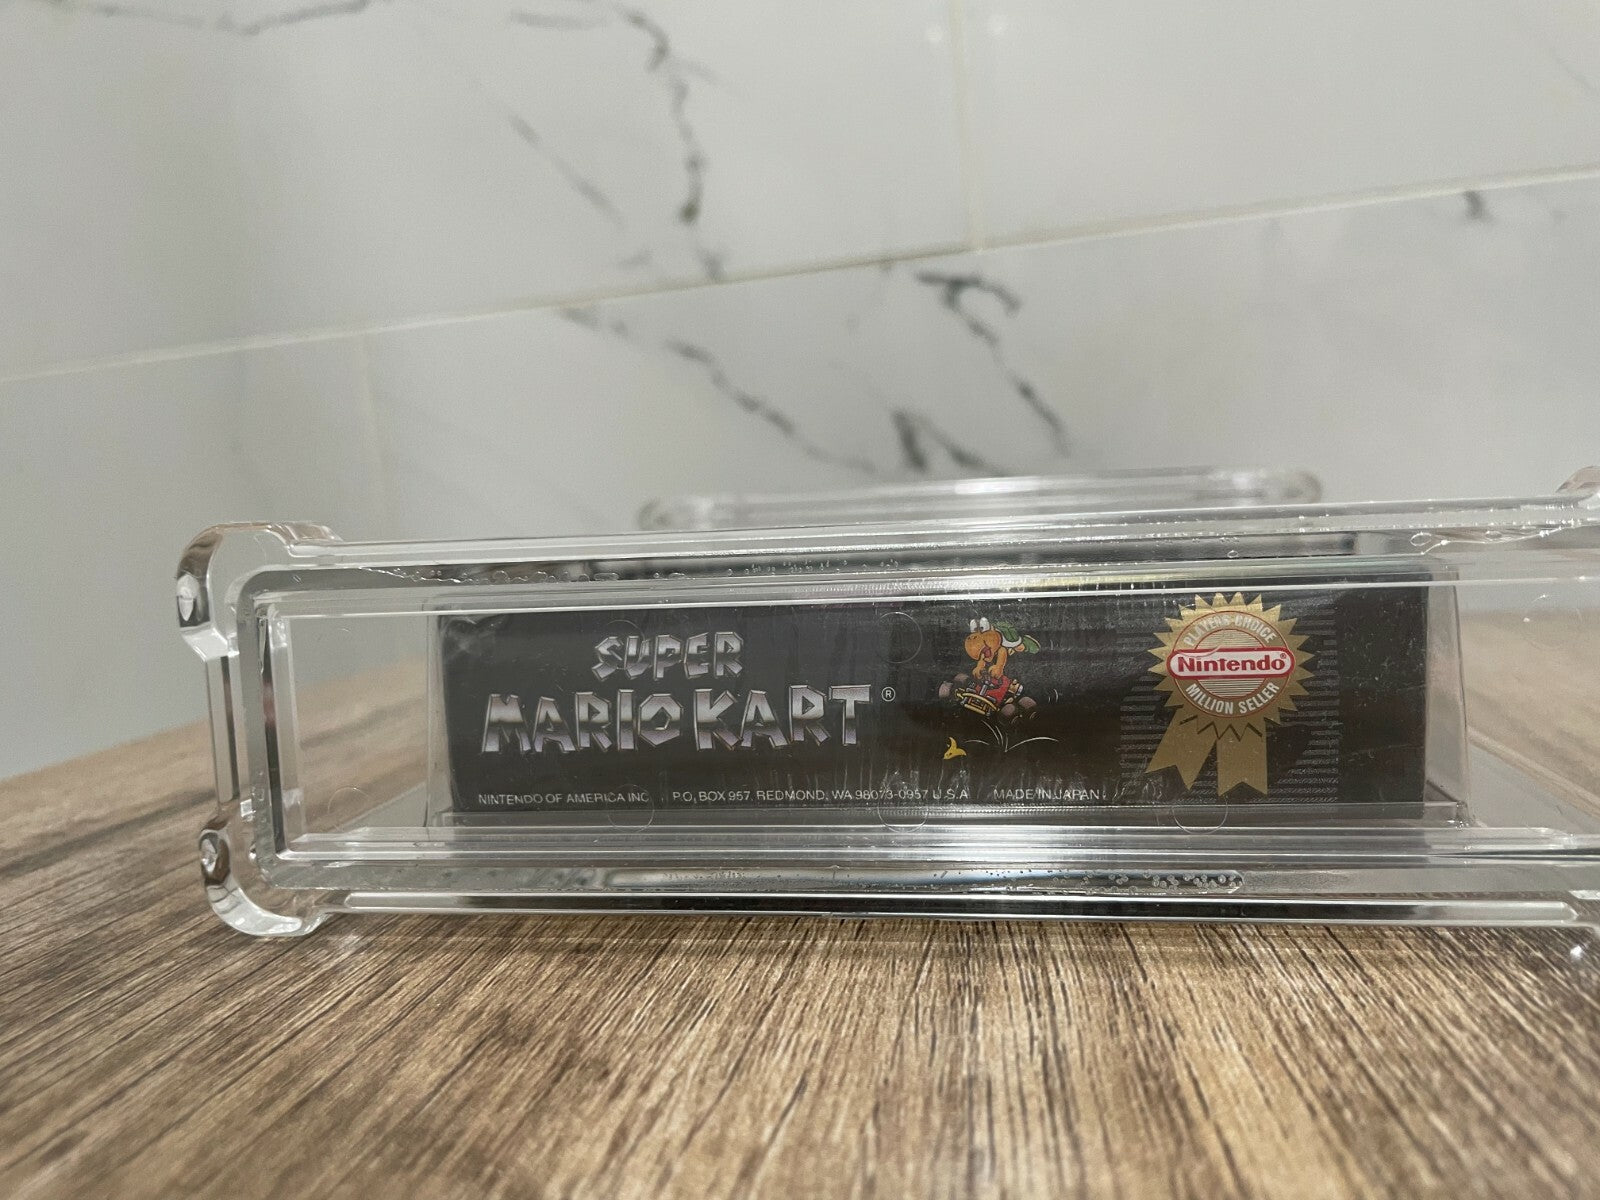 SUPER
MARIO KART®
NINTENDO OF AMERICA INC. P.O. BOX 957, REDMOND, WA 98073-0957 U.S.A. MADE IN JAPAN
PLAYER'S CHOICE
Nintendo®
MILLION SELLER